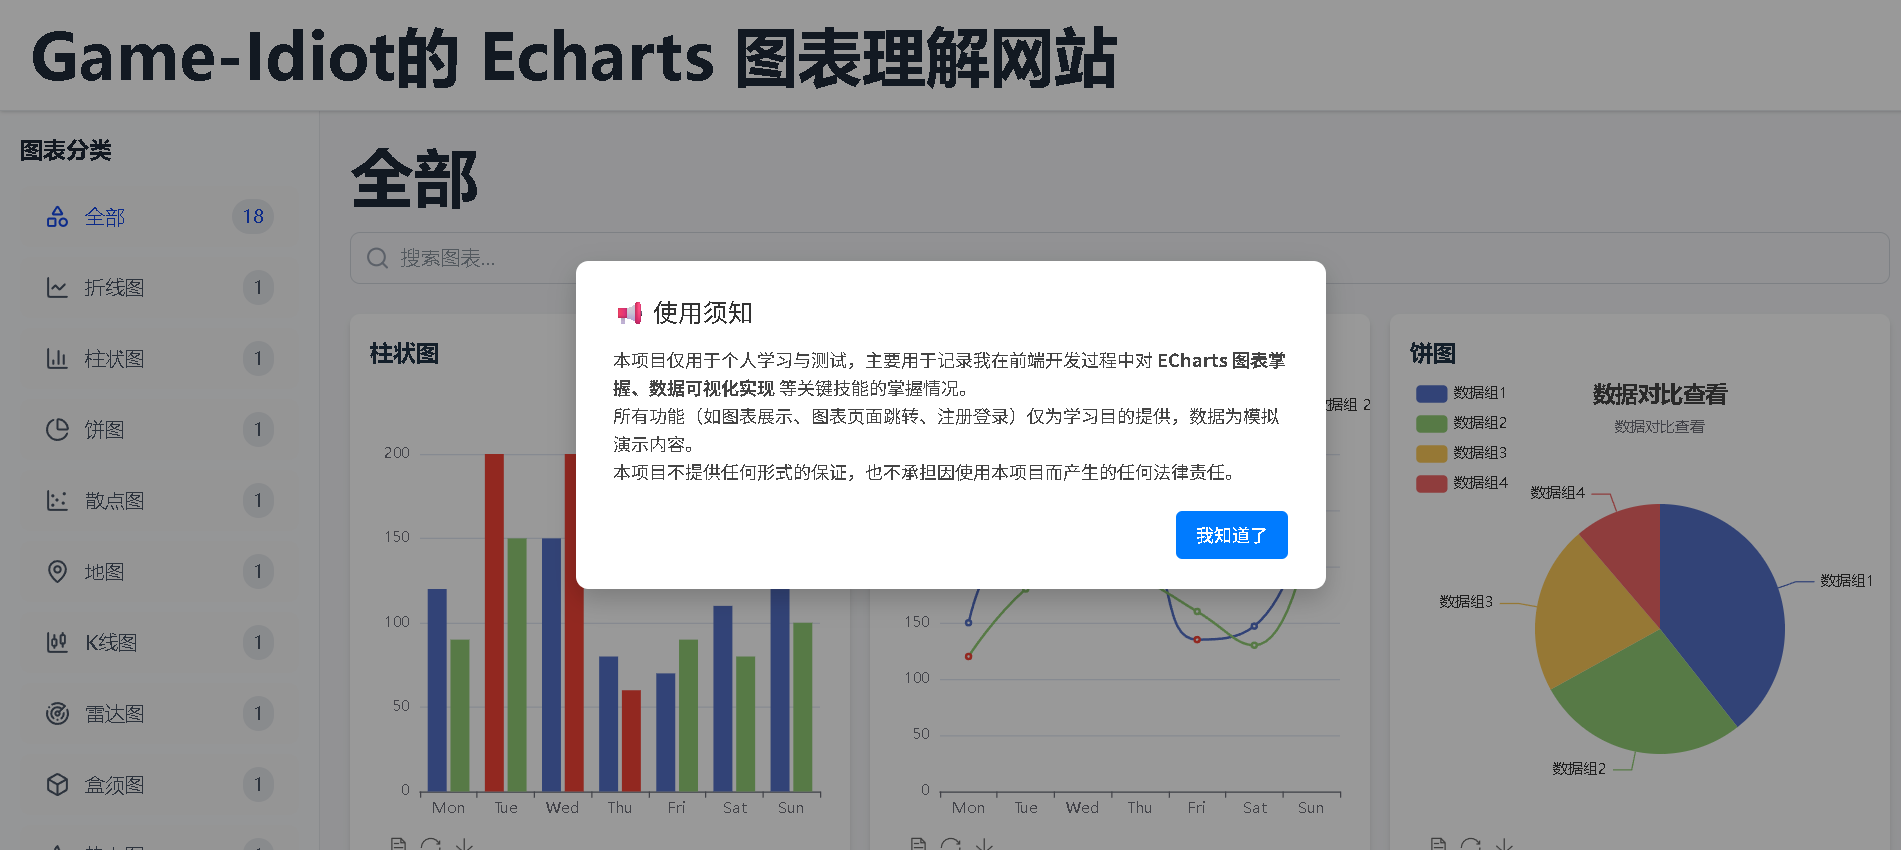 Game-Idiot的 Echarts 图表理解网站
图表分类
全部 18
折线图 1
柱状图 1
饼图 1
散点图 1
地图 1
K线图 1
雷达图 1
盒须图 1
全部
搜索图表...
📢 使用须知
本项目仅用于个人学习与测试，主要用于记录我在前端开发过程中对 ECharts 图表掌
握、数据可视化实现 等关键技能的掌握情况。
所有功能（如图表展示、图表页面跳转、注册登录）仅为学习目的提供，数据为模拟
演示内容。
本项目不提供任何形式的保证，也不承担因使用本项目而产生的任何法律责任。
我知道了
柱状图
200
150
100
50
0
Mon Tue Wed Thu Fri Sat Sun
数据组 2
150
100
50
0
Mon Tue Wed Thu Fri Sat Sun
饼图
数据组1
数据组2
数据组3
数据组4
数据对比查看
数据对比查看
数据组4
数据组1
数据组3
数据组2